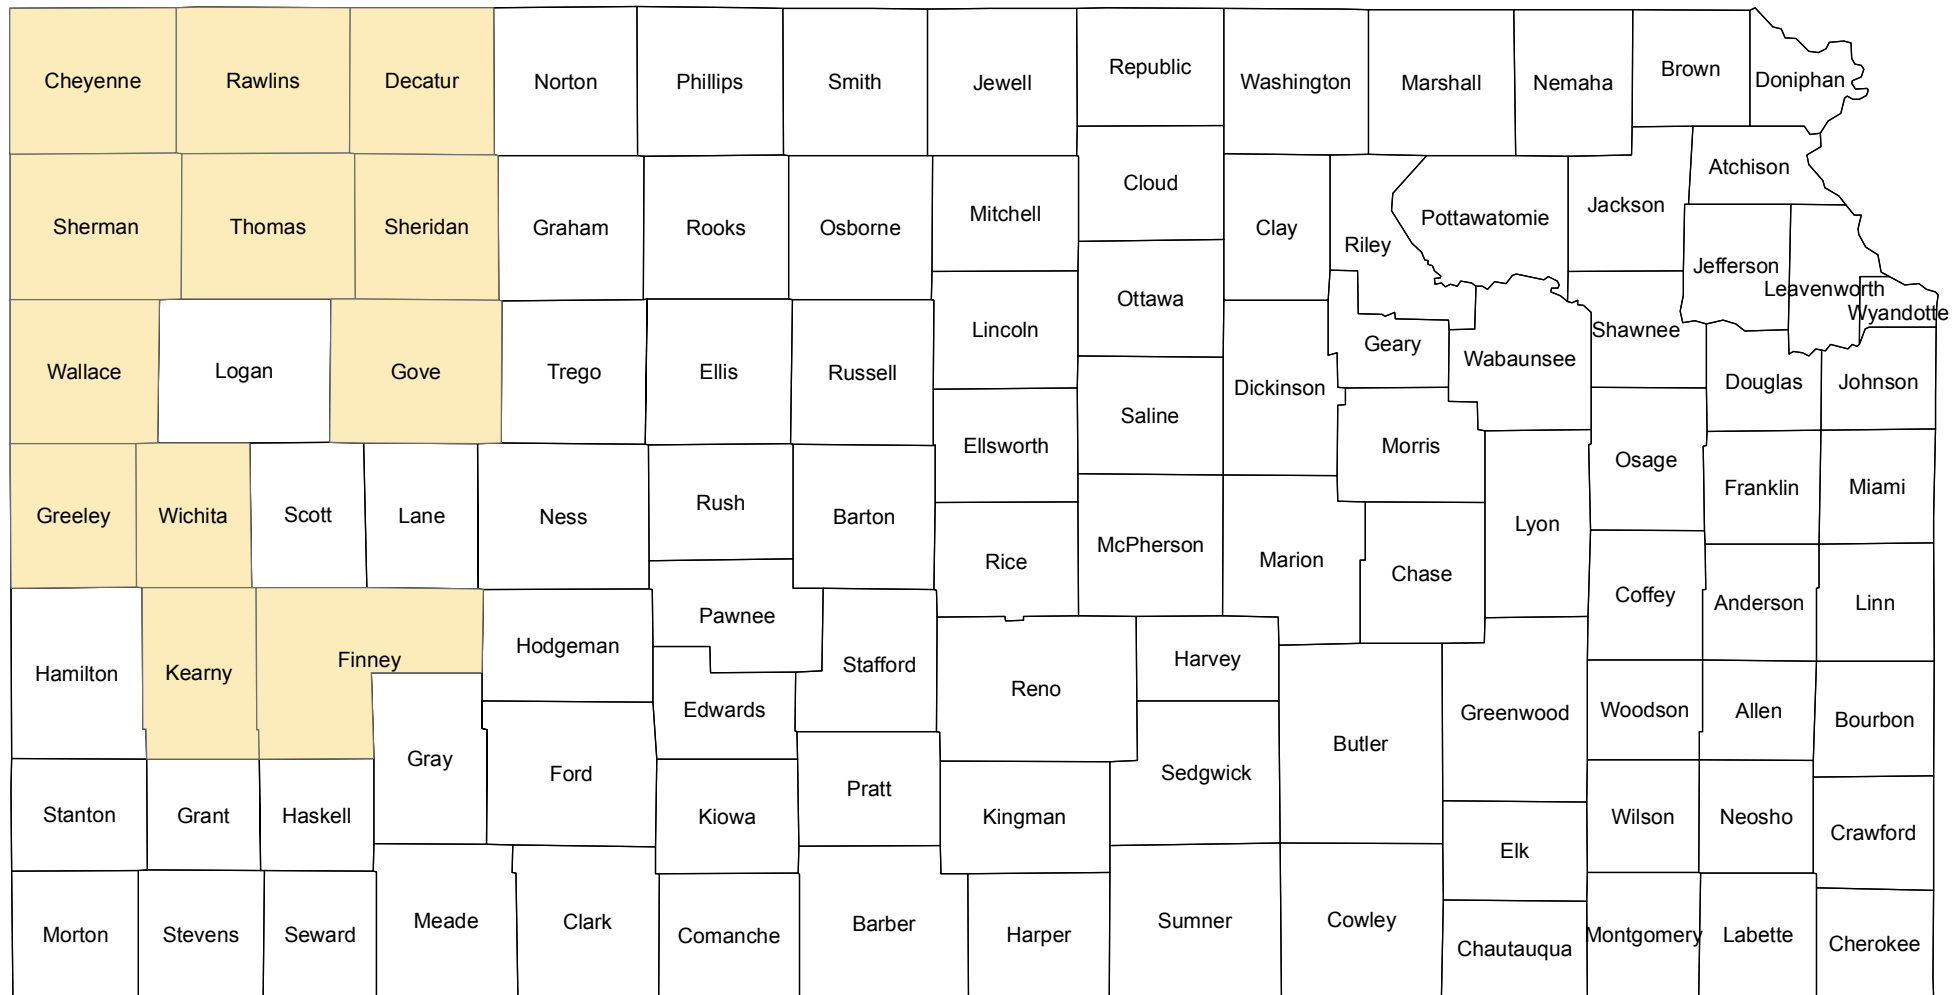 Cheyenne
Rawlins
Decatur
Norton
Phillips
Smith
Jewell
Republic
Washington
Marshall
Nemaha
Brown
Doniphan
Sherman
Thomas
Sheridan
Graham
Rooks
Osborne
Mitchell
Cloud
Clay
Riley
Pottawatomie
Jackson
Atchison
Jefferson
Leavenworth
Wyandotte
Wallace
Logan
Gove
Trego
Ellis
Russell
Lincoln
Ottawa
Dickinson
Geary
Wabaunsee
Shawnee
Douglas
Johnson
Greeley
Wichita
Scott
Lane
Ness
Rush
Barton
Ellsworth
Saline
Morris
Lyon
Osage
Franklin
Miami
Hamilton
Kearny
Finney
Hodgeman
Pawnee
Stafford
Rice
McPherson
Marion
Chase
Coffey
Anderson
Linn
Gray
Ford
Edwards
Reno
Harvey
Sedgwick
Butler
Greenwood
Woodson
Allen
Bourbon
Stanton
Grant
Haskell
Kiowa
Pratt
Kingman
Elk
Wilson
Neosho
Crawford
Morton
Stevens
Seward
Meade
Clark
Comanche
Barber
Harper
Sumner
Cowley
Chautauqua
Montgomery
Labette
Cherokee